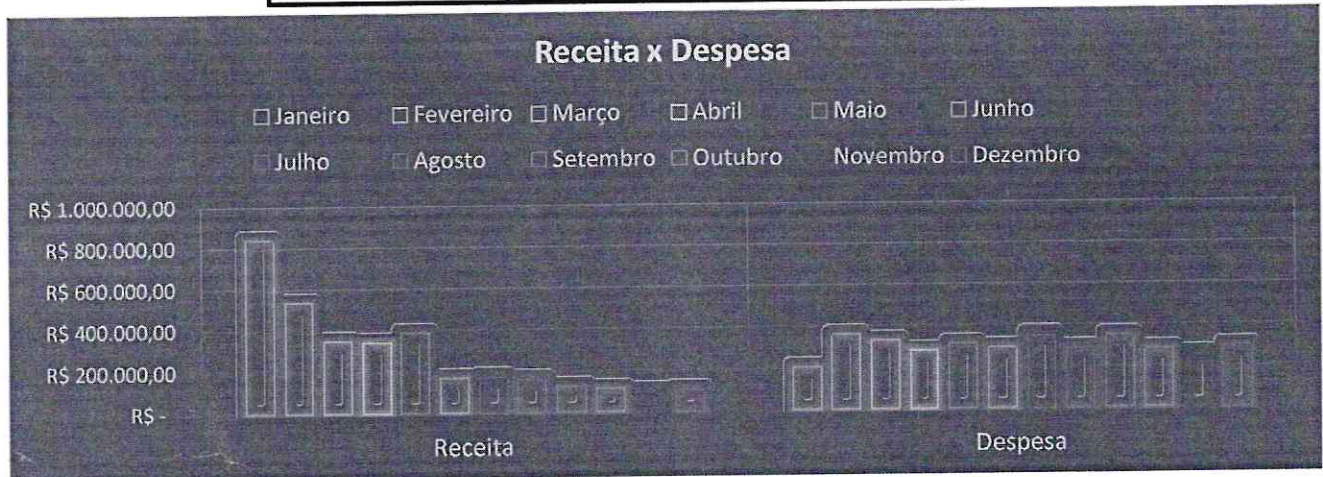 Receita x Despesa
Janeiro Fevereiro Março Abril Maio Junho
Julho Agosto Setembro Outubro Novembro Dezembro
R$ 1.000.000,00
R$ 800.000,00
R$ 600.000,00
R$ 400.000,00
R$ 200.000,00
R$ -
Receita Despesa